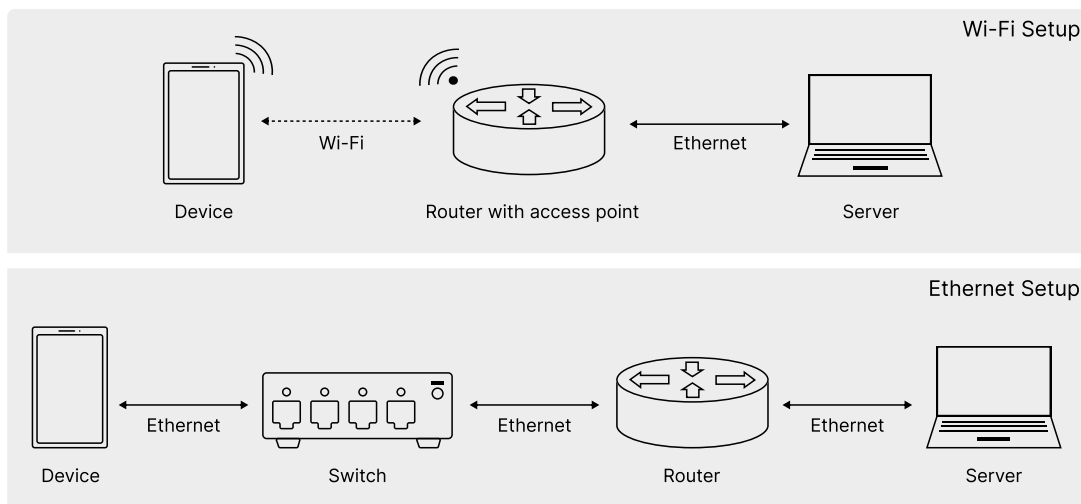 Wi-Fi Setup
Wi-Fi
Ethernet
Device
Router with access point
Server
Ethernet Setup
Ethernet
Ethernet
Ethernet
Device
Switch
Router
Server